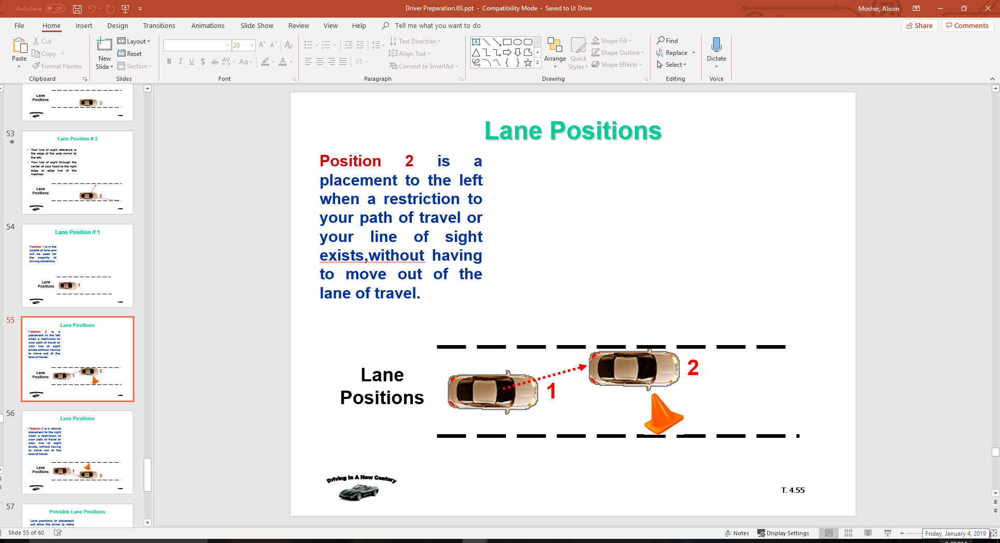 AutoSave Off
Driver Preparation.03.ppt - Compatibility Mode - Saved to U: Drive
Mosher, Alison
File Home Insert Design Transitions Animations Slide Show Review View Help Tell me what you want to do
Share Comments
Paste
Cut
Copy
Format Painter
Clipboard
New Slide
Layout
Reset
Section
Slides
20
B I U S ab AV Aa A
Font
Text Direction
Align Text
Convert to SmartArt
Paragraph
Arrange
Quick Styles
Shape Fill
Shape Outline
Shape Effects
Drawing
Find
Replace
Select
Editing
Dictate
Voice
Lane
Positions
3
53
Lane Position # 3
• Your line of sight reference is
the edge of the side mirror to
the left.
• Your line of sight through the
center of your hood to the right
edge or edge line of the
roadway.
Lane
Positions
3
54
Lane Position # 1
Position 1 is in the
middle of lane and
will be used for
the majority of
driving situations
Lane
Positions
1
55
Lane Positions
Position 2 is a
placement to the left
when a restriction to
your path of travel or
your line of sight
exists,without having
to move out of the
lane of travel.
Lane
Positions
1
2
56
Lane Positions
Position 3 is a vehicle
placement to the right
when a restriction to
your path of travel or
your line of sight
exists, without having
to move out of the
lane of travel.
Lane
Positions
1
3
57
Possible Lane Positions
Lane positions or placement
will allow the driver to make
Lane Positions
Position 2 is a
placement to the left
when a restriction to
your path of travel or
your line of sight
exists,without having
to move out of the
lane of travel.
Lane
Positions
1
2
Driving In A New Century
T. 4.55
Slide 55 of 60
Notes
Display Settings
Friday, January 4, 2019